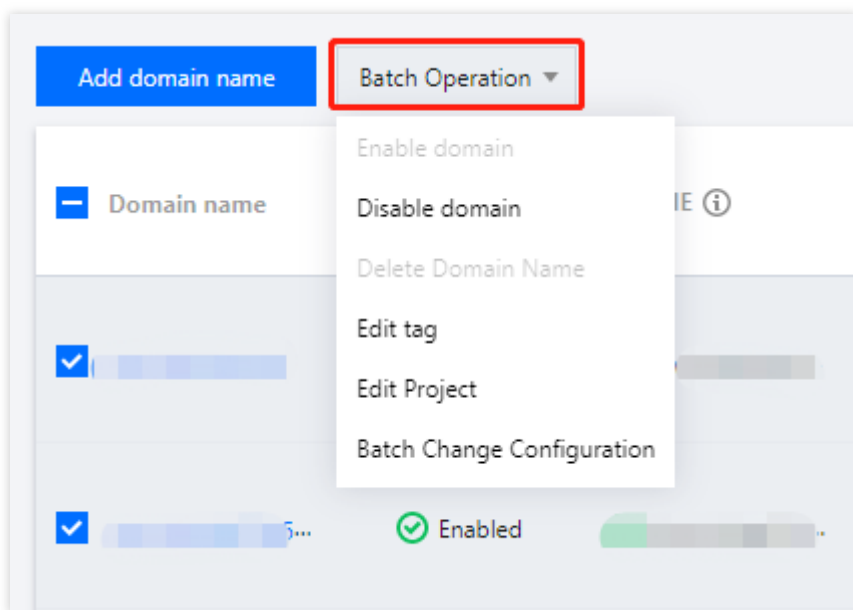 Add domain name
Batch Operation
Enable domain
Domain name
Disable domain
Delete Domain Name
Edit tag
Edit Project
Batch Change Configuration
Enabled